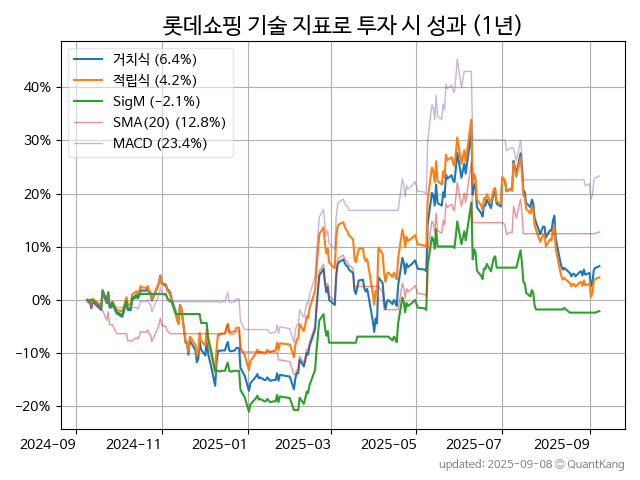 롯데쇼핑 기술 지표로 투자 시 성과 (1년)
거치식 (6.4%)
적립식 (4.2%)
SigM (−2.1%)
SMA(20) (12.8%)
MACD (23.4%)
40%
30%
20%
10%
0%
−10%
−20%
2024-09 2024-11 2025-01 2025-03 2025-05 2025-07 2025-09
updated: 2025-09-08 © QuantKang